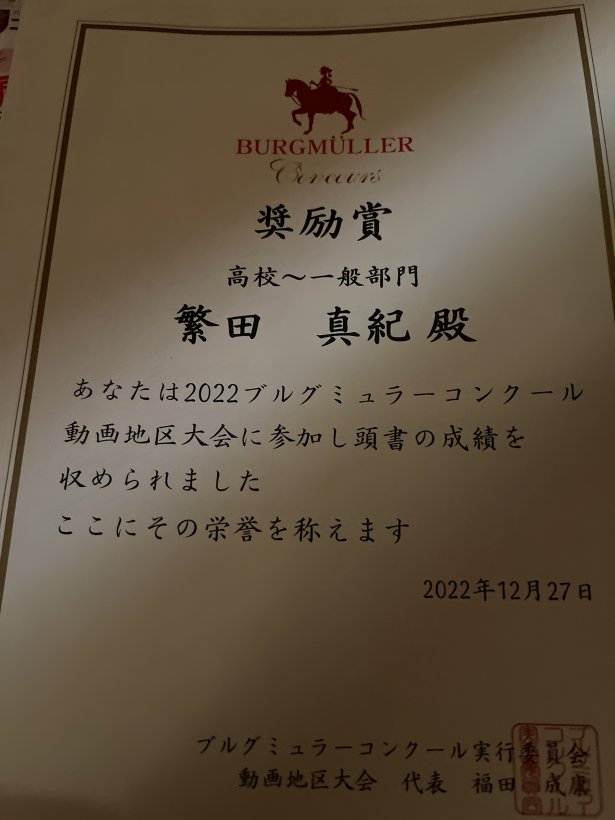 BURGMÜLLER
Concours
奨励賞
高校～一般部門
繁田 真紀 殿
あなたは2022ブルグミュラーコンクール
動画地区大会に参加し頭書の成績を
収められました
ここにその栄誉を称えます
2022年12月27日
ブルグミュラーコンクール実行委員会
動画地区大会 代表 福田 成康